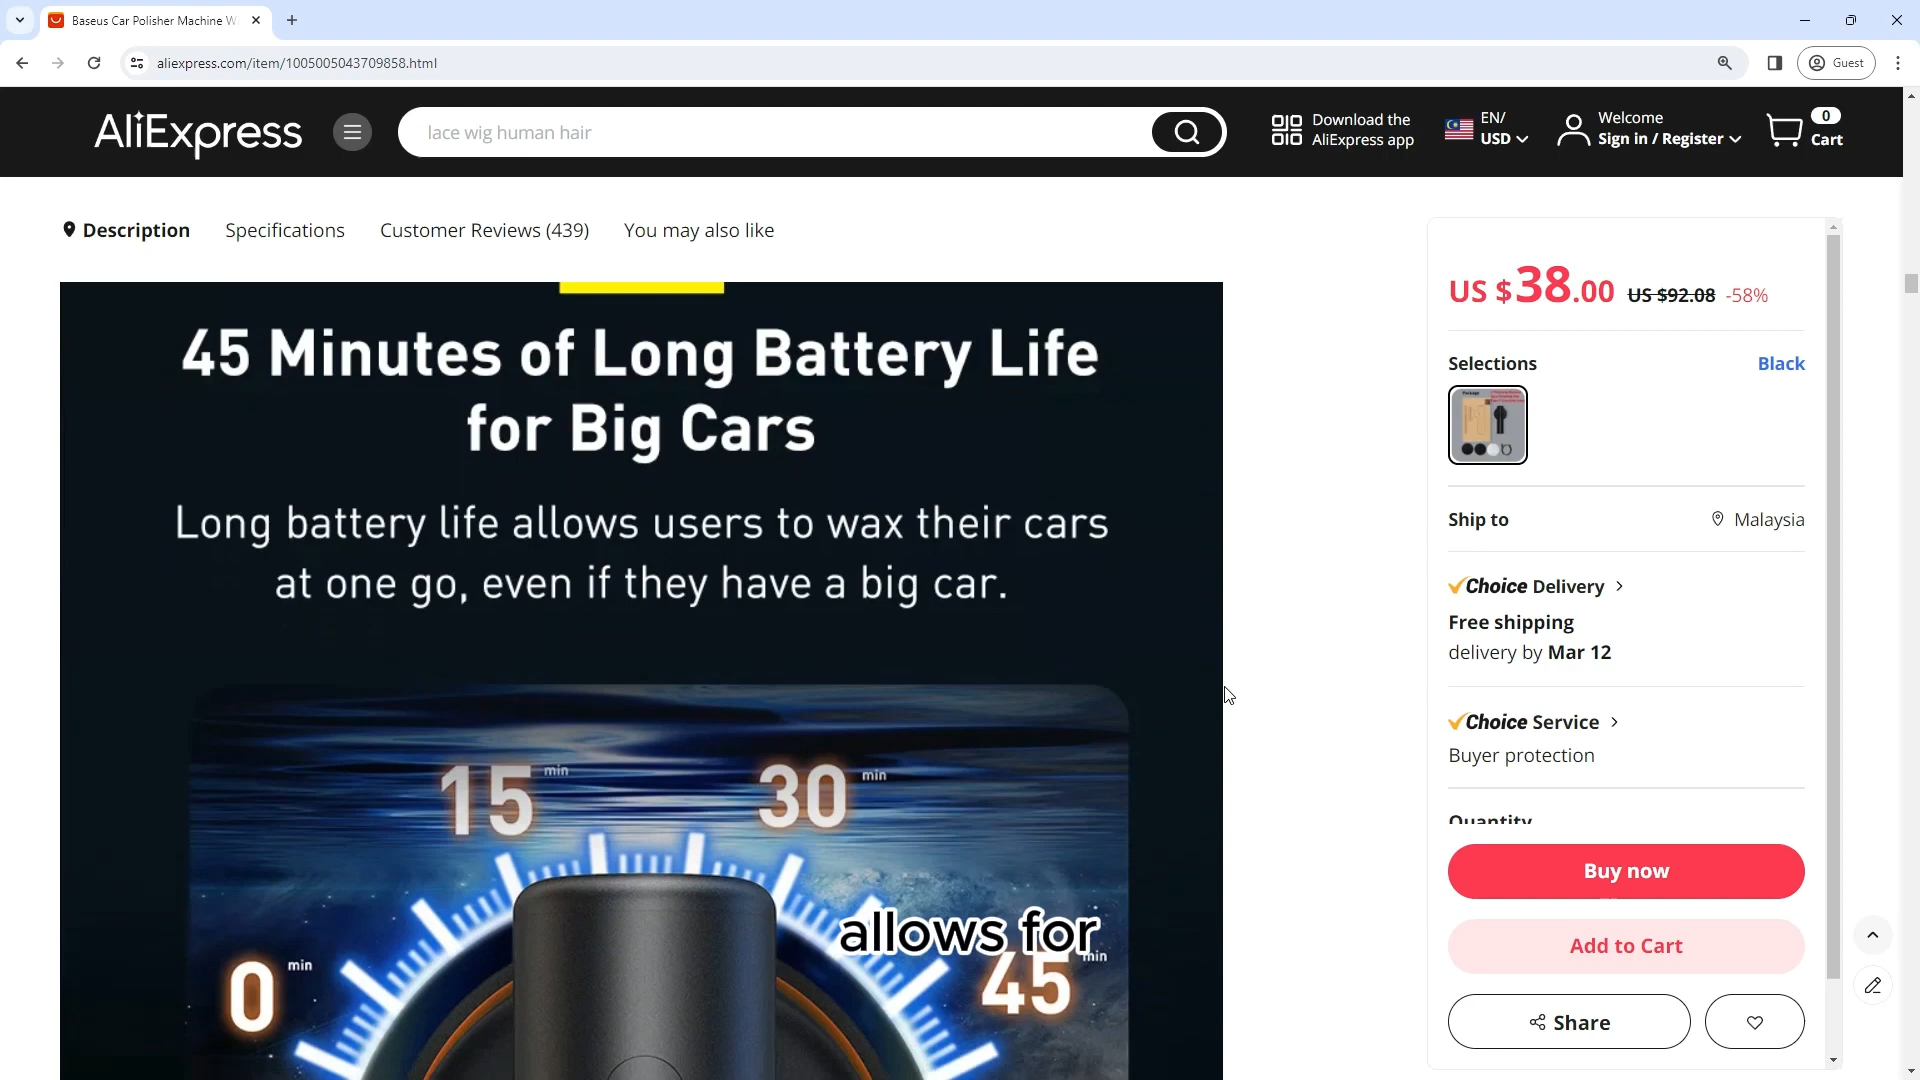 Baseus Car Polisher Machine W
aliexpress.com/item/1005005043709858.html
Guest
AliExpress
lace wig human hair
Download the
AliExpress app
EN/
USD
Welcome
Sign in / Register
0
Cart
Description
Specifications
Customer Reviews (439)
You may also like
45 Minutes of Long Battery Life
for Big Cars
Long battery life allows users to wax their cars
at one go, even if they have a big car.
15 min
30 min
0 min
45 min
allows for
US $38.00 US $92.08 -58%
Selections
Black
Ship to
Malaysia
Choice Delivery
Free shipping
delivery by Mar 12
Choice Service
Buyer protection
Quantity
Buy now
Add to Cart
Share